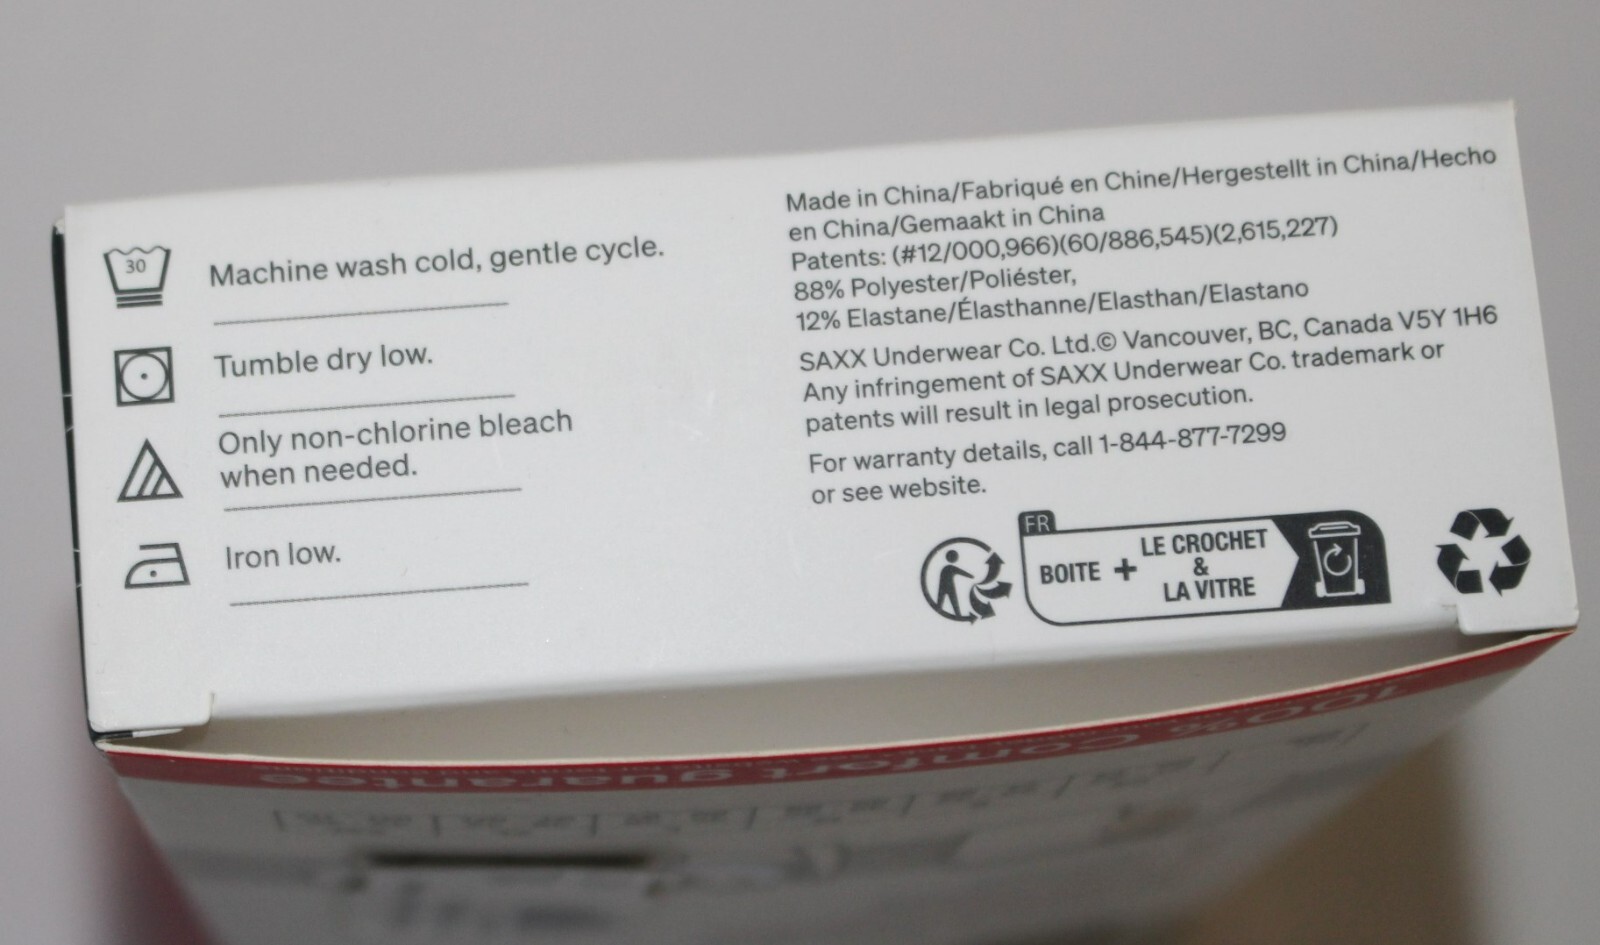 30
Machine wash cold, gentle cycle.
Tumble dry low.
Only non-chlorine bleach
when needed.
Iron low.
Made in China/Fabriqué en Chine/Hergestellt in China/Hecho
en China/Gemaakt in China
Patents: (#12/000,966)(60/886,545)(2,615,227)
88% Polyester/Poliéster,
12% Elastane/Élasthanne/Elasthan/Elastano
SAXX Underwear Co. Ltd.© Vancouver, BC, Canada V5Y 1H6
Any infringement of SAXX Underwear Co. trademark or
patents will result in legal prosecution.
For warranty details, call 1-844-877-7299
or see website.
FR
BOITE + LE CROCHET
&
LA VITRE
100% Comfort guarantee